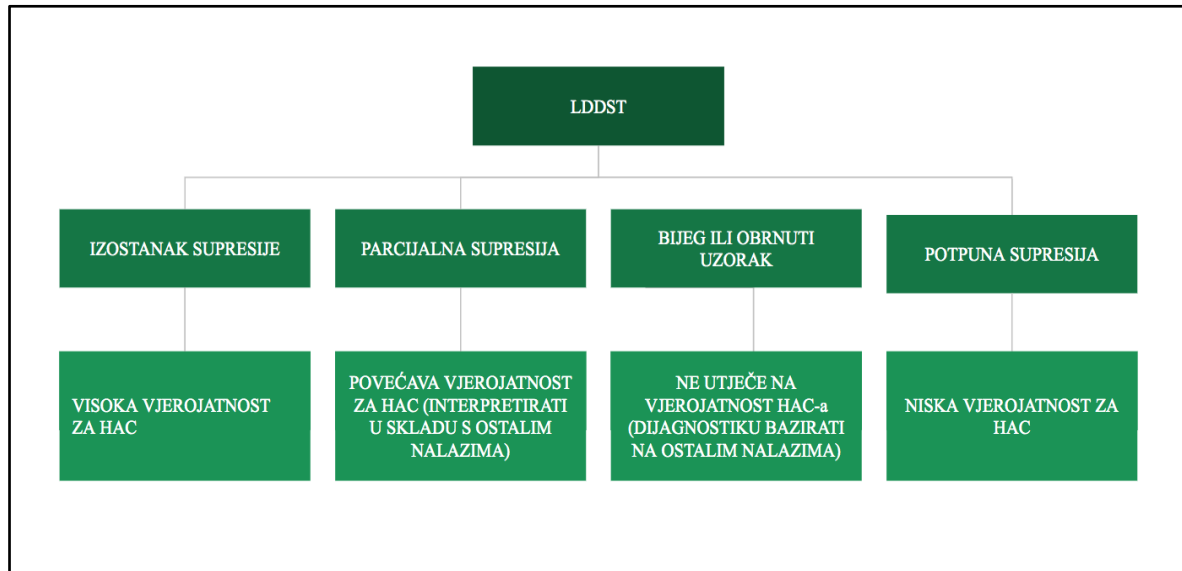 LDDST
IZOSTANAK SUPRESIJE
PARCIJALNA SUPRESIJA
BIJEG ILI OBRNUTI
UZORAK
POTPUNA SUPRESIJA
VISOKA VJEROJATNOST
ZA HAC
POVEĆAVA VJEROJATNOST
ZA HAC (INTERPRETIRATI
U SKLADU S OSTALIM
NALAZIMA)
NE UTJEČE NA
VJEROJATNOST HAC-a
(DIJAGNOSTIKU BAZIRATI
NA OSTALIM NALAZIMA)
NISKA VJEROJATNOST ZA
HAC